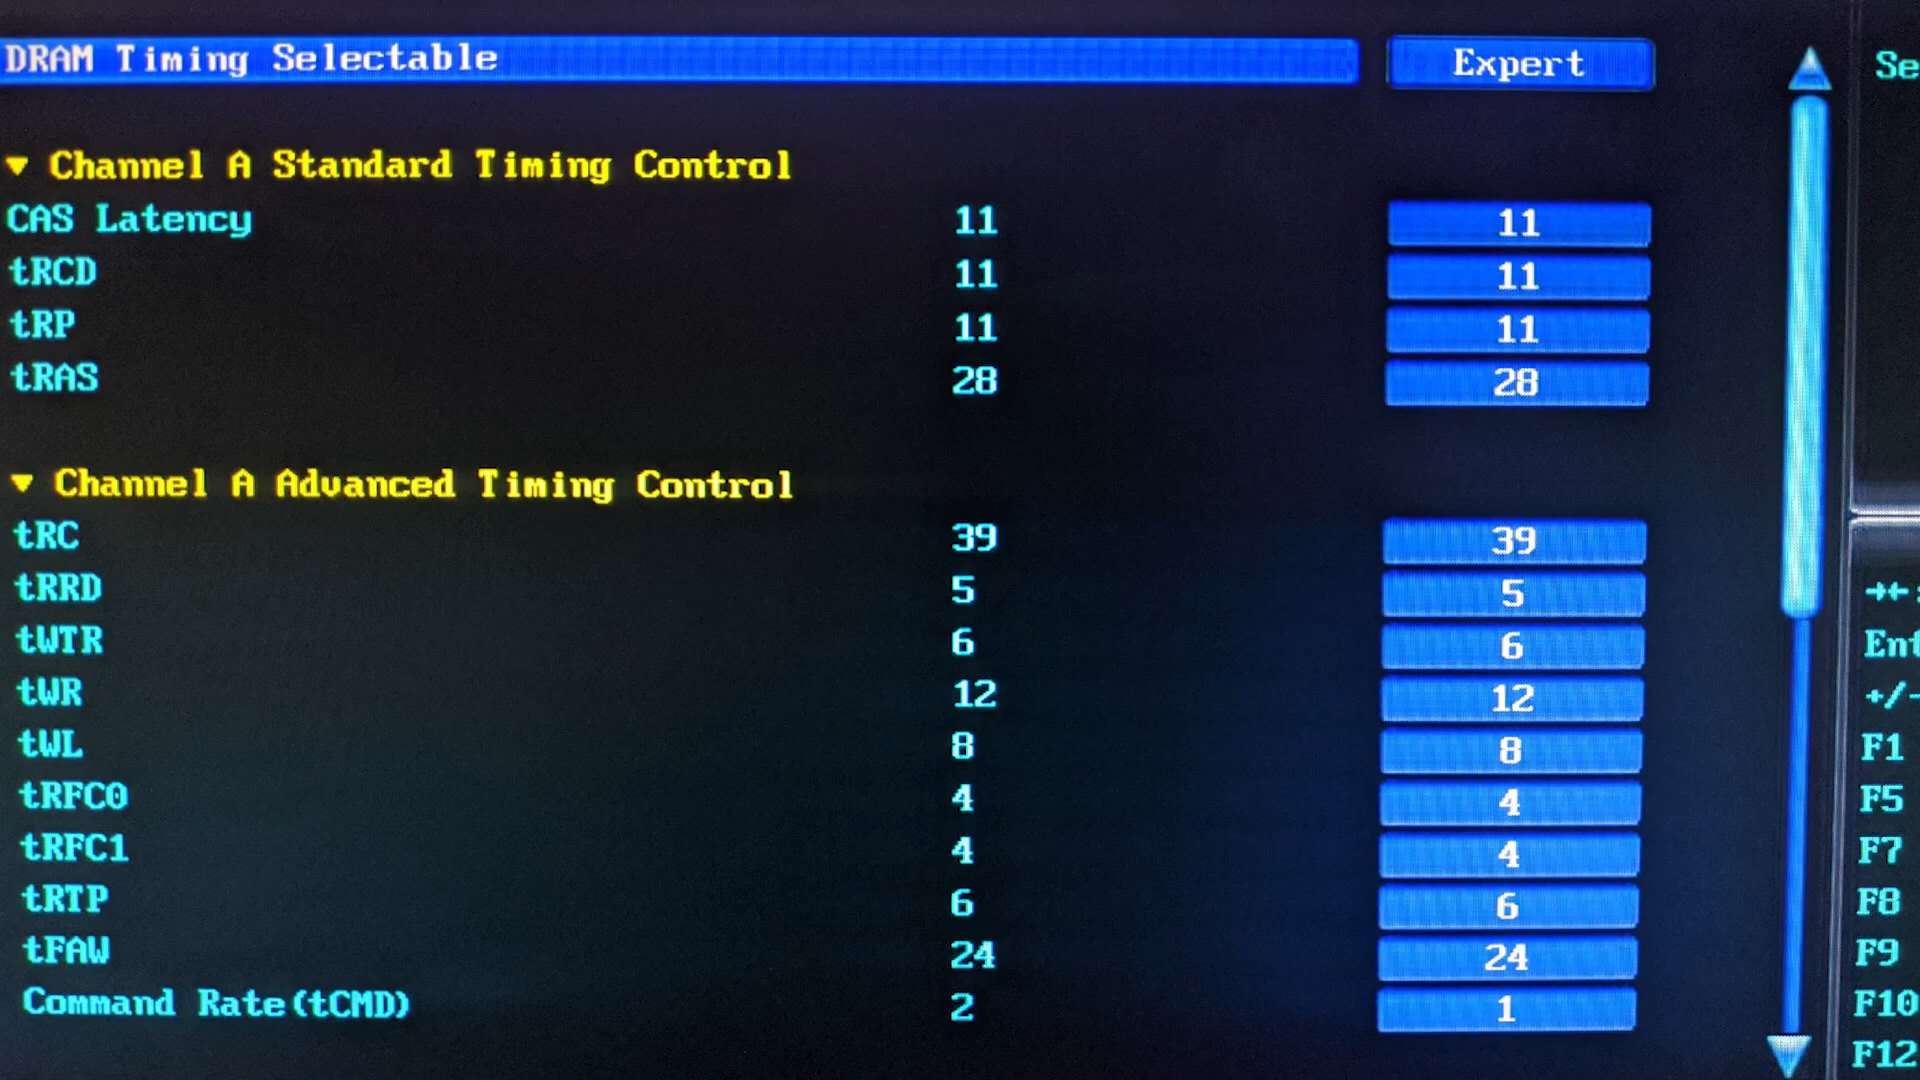 DRAM Timing Selectable Expert
Se
▼ Channel A Standard Timing Control
CAS Latency 11 11
tRCD 11 11
tRP 11 11
tRAS 28 28
▼ Channel A Advanced Timing Control
tRC 39 39
tRRD 5 5
tWTR 6 6
tWR 12 12
tWL 8 8
tRFC0 4 4
tRFC1 4 4
tRTP 6 6
tFAW 24 24
Command Rate(tCMD) 2 1
→←:
Ent
+/-
F1
F5
F7
F8
F9
F10
F12